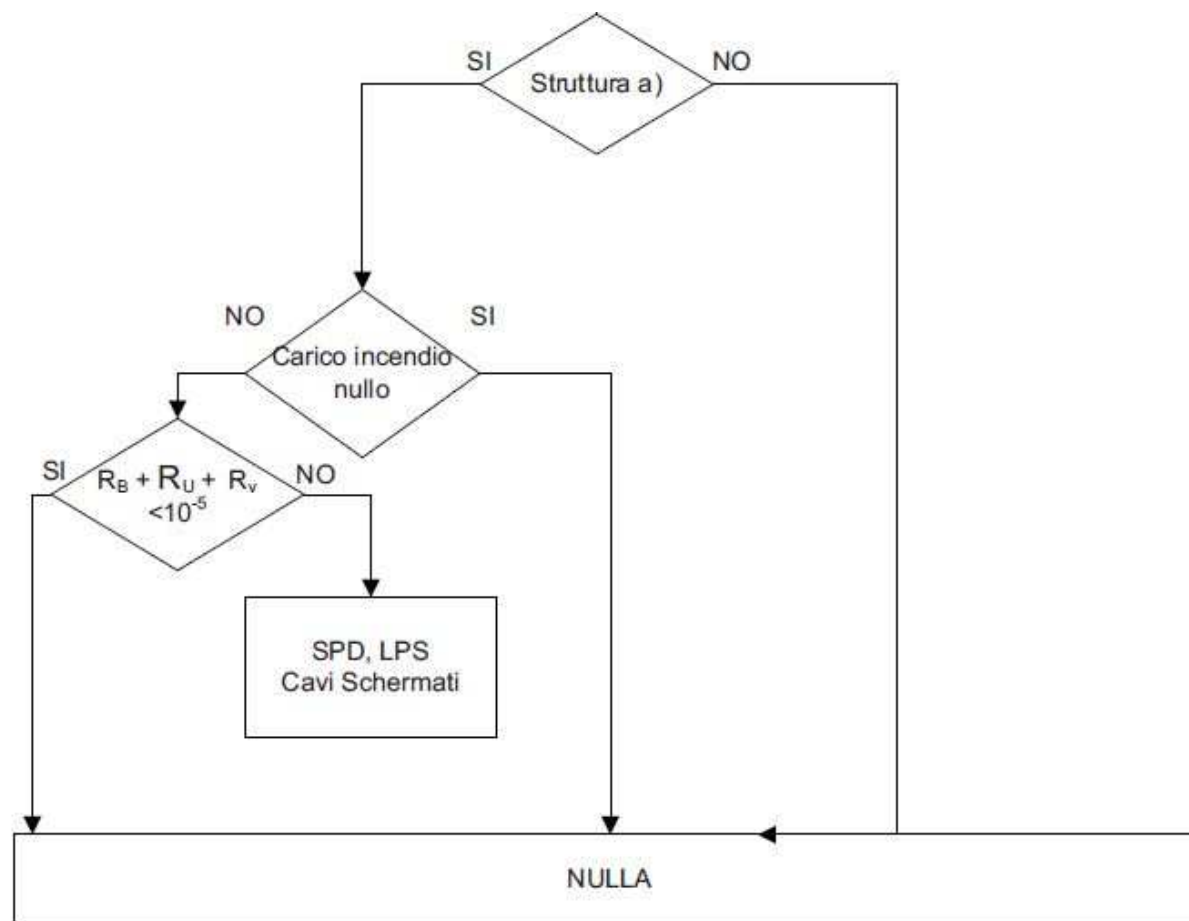 SI
NO
Struttura a)
NO
SI
Carico incendio
nullo
SI
NO
R_B + R_U + R_v
<10^-5
SPD, LPS
Cavi Schermati
NULLA